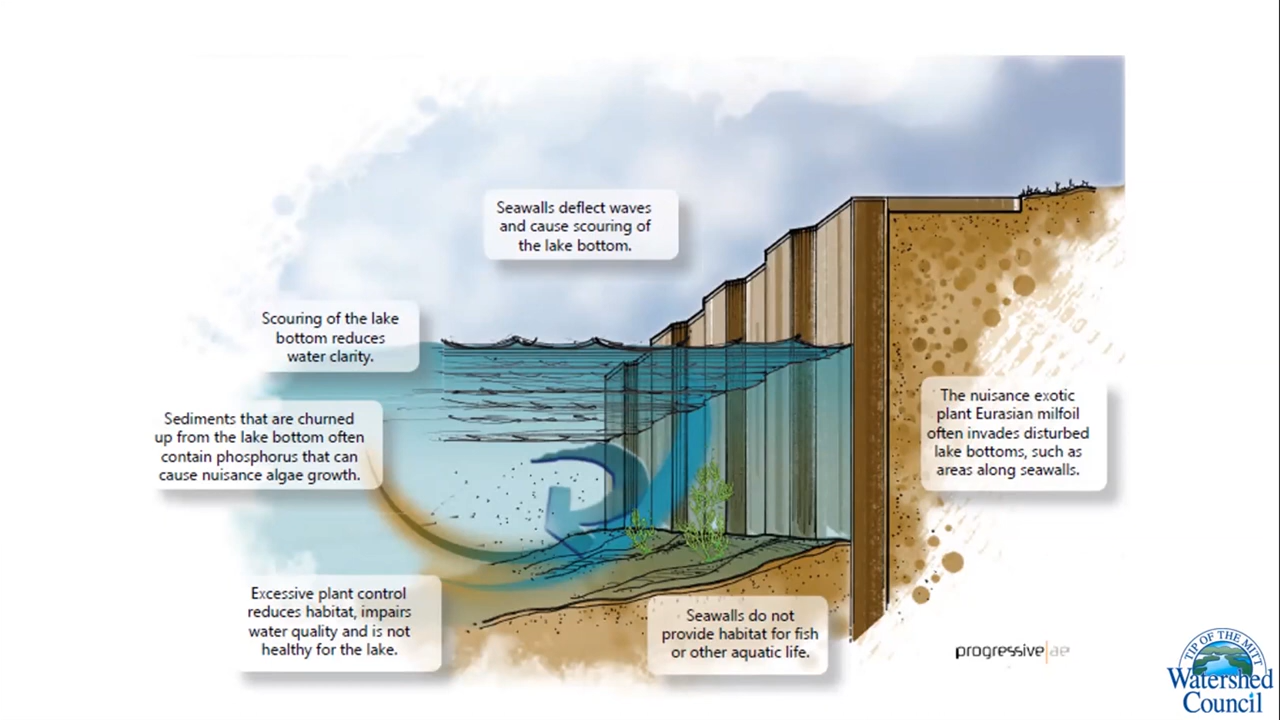 Seawalls deflect waves
and cause scouring of
the lake bottom.
Scouring of the lake
bottom reduces
water clarity.
Sediments that are churned
up from the lake bottom often
contain phosphorus that can
cause nuisance algae growth.
The nuisance exotic
plant Eurasian milfoil
often invades disturbed
lake bottoms, such as
areas along seawalls.
Excessive plant control
reduces habitat, impairs
water quality and is not
healthy for the lake.
Seawalls do not
provide habitat for fish
or other aquatic life.
progressive|ae
TIP OF THE MITT
Watershed
Council